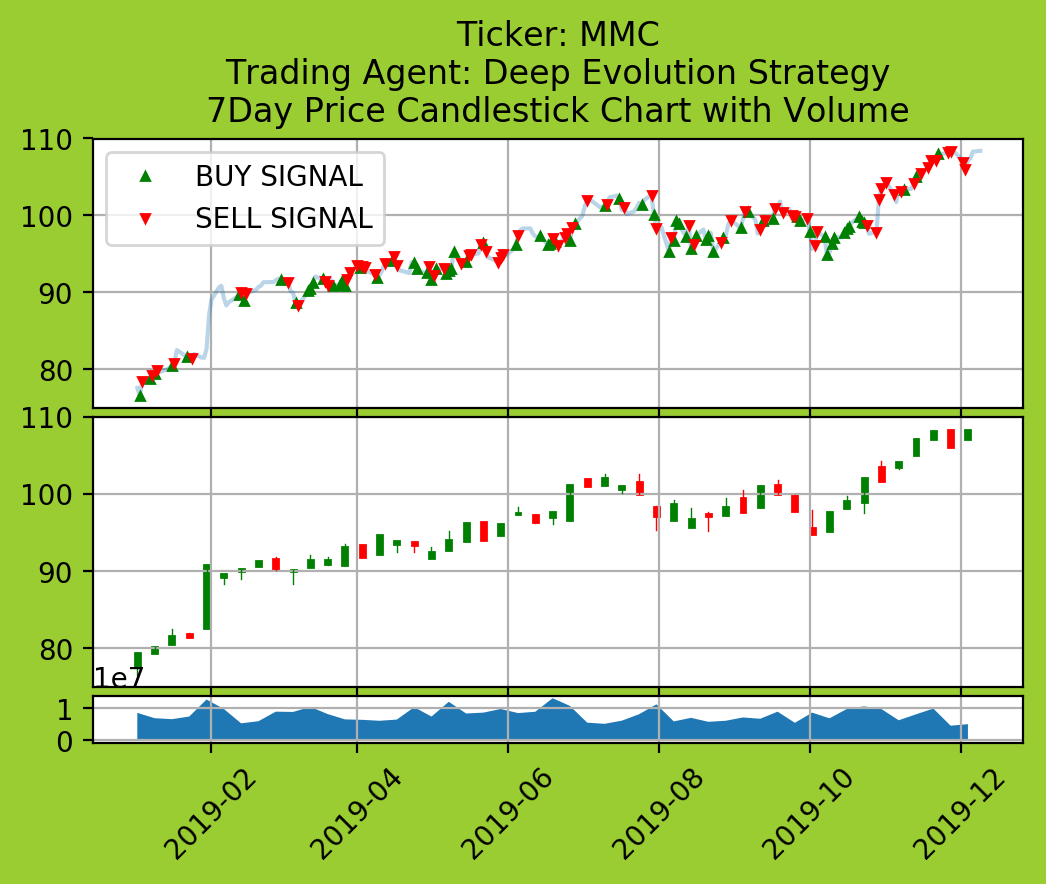 Ticker: MMC
Trading Agent: Deep Evolution Strategy
7Day Price Candlestick Chart with Volume
110
100
90
80
BUY SIGNAL
SELL SIGNAL
110
100
90
80
1e7
1
0
2019-02
2019-04
2019-06
2019-08
2019-10
2019-12